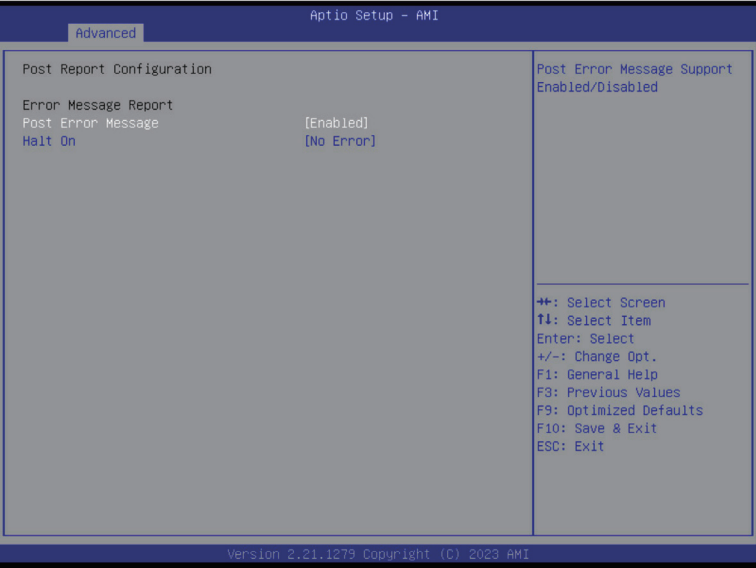 Aptio Setup – AMI
Advanced
Post Report Configuration
Error Message Report
Post Error Message [Enabled]
Halt On [No Error]
Post Error Message Support
Enabled/Disabled
→←: Select Screen
↑↓: Select Item
Enter: Select
+/-: Change Opt.
F1: General Help
F3: Previous Values
F9: Optimized Defaults
F10: Save & Exit
ESC: Exit
Version 2.21.1279 Copyright (C) 2023 AMI